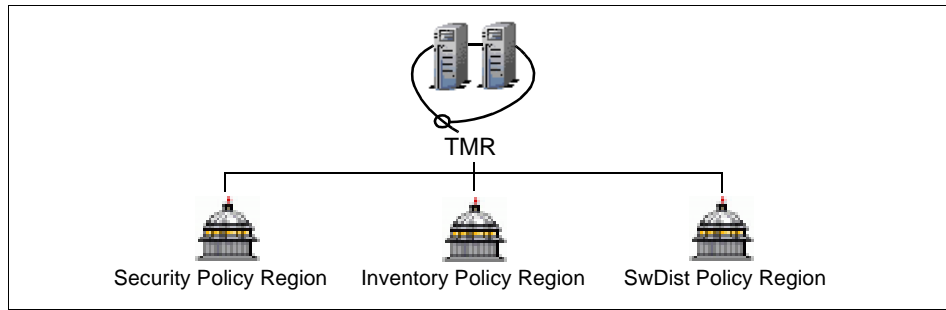 TMR
Security Policy Region
Inventory Policy Region
SwDist Policy Region